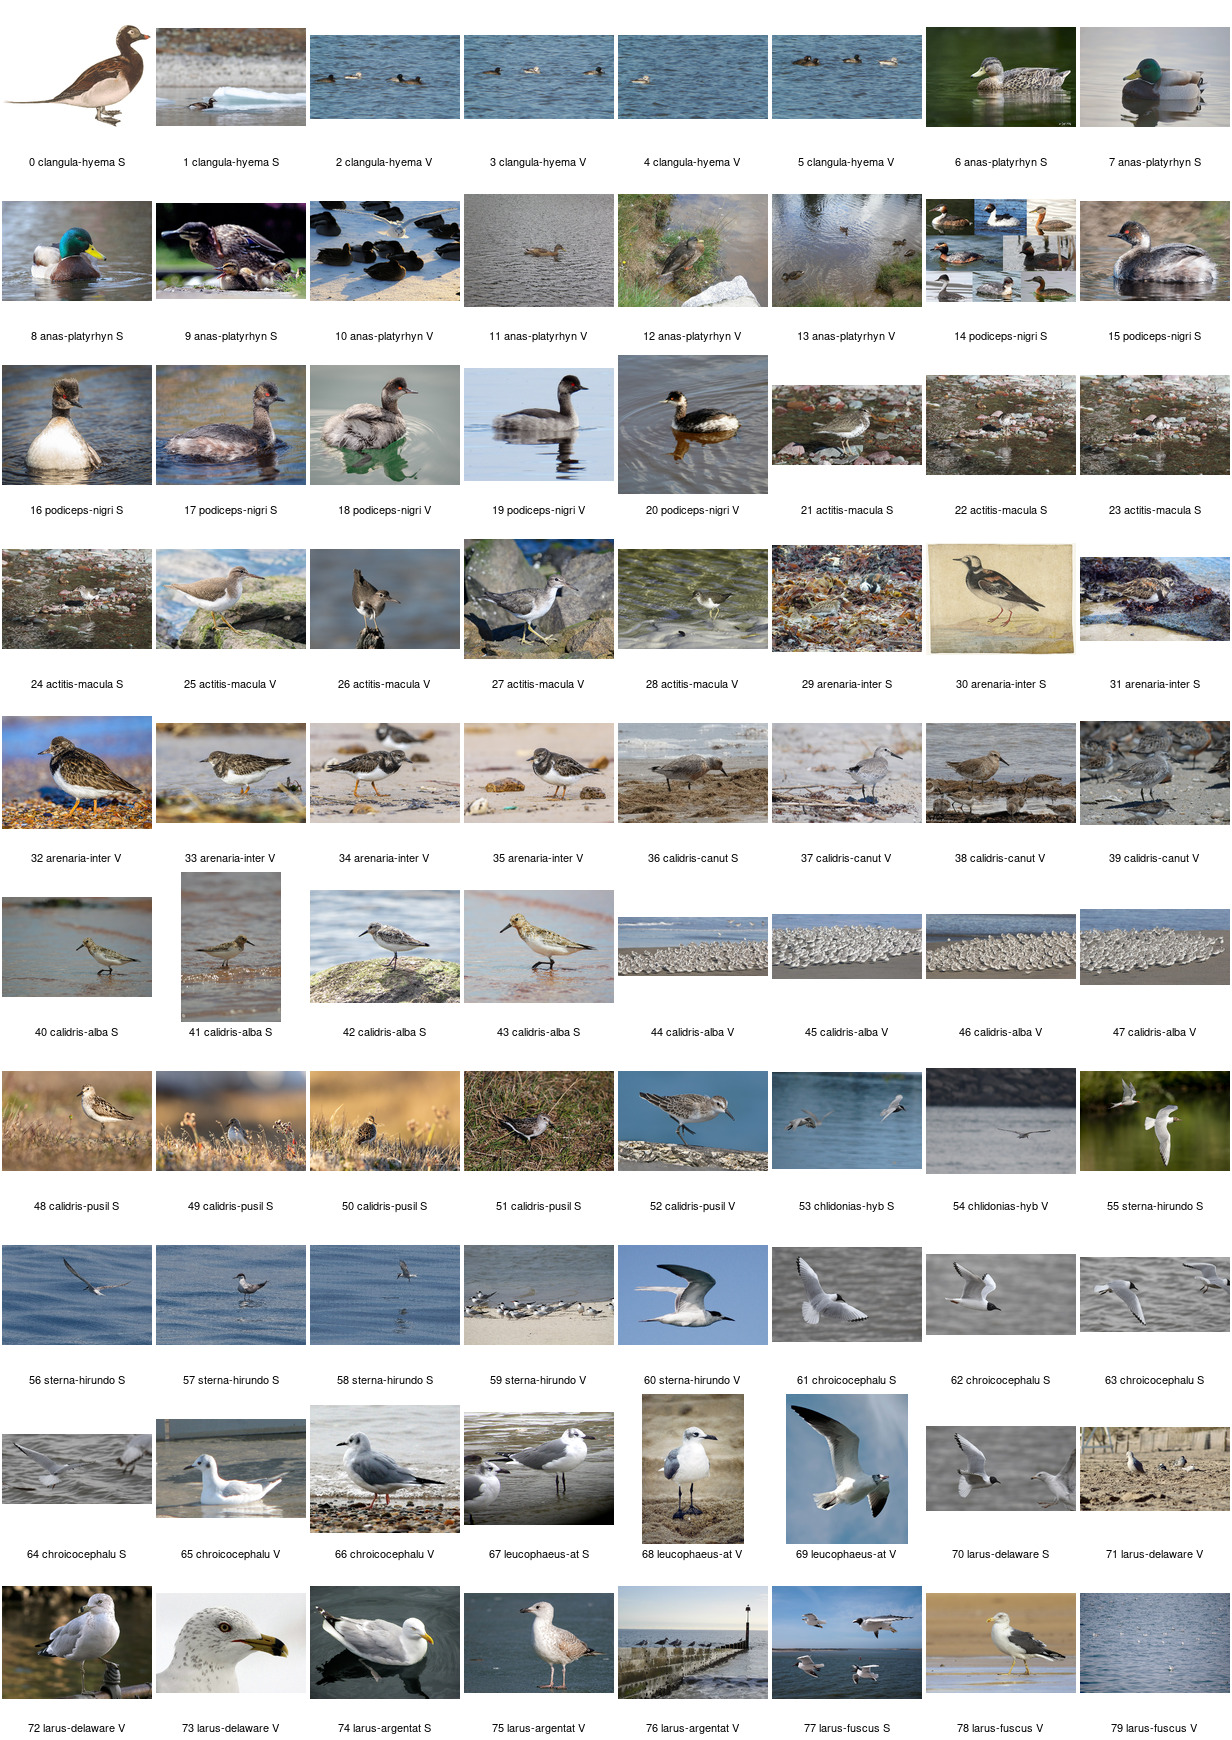 0 clangula-hyema S
1 clangula-hyema S
2 clangula-hyema V
3 clangula-hyema V
4 clangula-hyema V
5 clangula-hyema V
6 anas-platyrhyn S
7 anas-platyrhyn S
8 anas-platyrhyn S
9 anas-platyrhyn S
10 anas-platyrhyn V
11 anas-platyrhyn V
12 anas-platyrhyn V
13 anas-platyrhyn V
14 podiceps-nigri S
15 podiceps-nigri S
16 podiceps-nigri S
17 podiceps-nigri S
18 podiceps-nigri V
19 podiceps-nigri V
20 podiceps-nigri V
21 actitis-macula S
22 actitis-macula S
23 actitis-macula S
24 actitis-macula S
25 actitis-macula V
26 actitis-macula V
27 actitis-macula V
28 actitis-macula V
29 arenaria-inter S
30 arenaria-inter S
31 arenaria-inter S
32 arenaria-inter V
33 arenaria-inter V
34 arenaria-inter V
35 arenaria-inter V
36 calidris-canut S
37 calidris-canut V
38 calidris-canut V
39 calidris-canut V
40 calidris-alba S
41 calidris-alba S
42 calidris-alba S
43 calidris-alba S
44 calidris-alba V
45 calidris-alba V
46 calidris-alba V
47 calidris-alba V
48 calidris-pusil S
49 calidris-pusil S
50 calidris-pusil S
51 calidris-pusil S
52 calidris-pusil V
53 chlidonias-hyb S
54 chlidonias-hyb V
55 sterna-hirundo S
56 sterna-hirundo S
57 sterna-hirundo S
58 sterna-hirundo S
59 sterna-hirundo V
60 sterna-hirundo V
61 chroicocephalu S
62 chroicocephalu S
63 chroicocephalu S
64 chroicocephalu S
65 chroicocephalu V
66 chroicocephalu V
67 leucophaeus-at S
68 leucophaeus-at V
69 leucophaeus-at V
70 larus-delaware S
71 larus-delaware V
72 larus-delaware V
73 larus-delaware V
74 larus-argentat S
75 larus-argentat V
76 larus-argentat V
77 larus-fuscus S
78 larus-fuscus V
79 larus-fuscus V